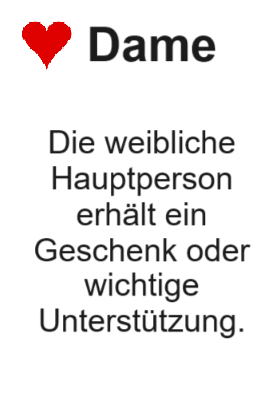 Dame
Die weibliche
Hauptperson
erhält ein
Geschenk oder
wichtige
Unterstützung.